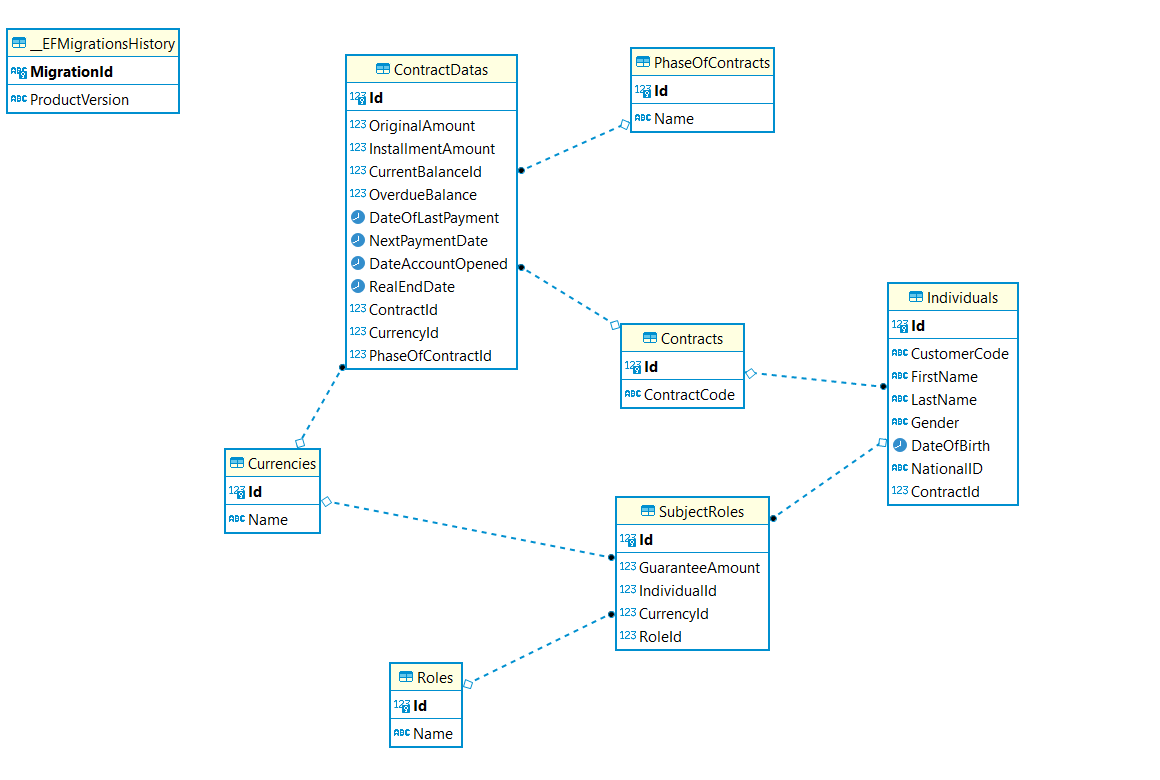 __EFMigrationsHistory
MigrationId
ProductVersion
ContractDatas
Id
OriginalAmount
InstallmentAmount
CurrentBalanceId
OverdueBalance
DateOfLastPayment
NextPaymentDate
DateAccountOpened
RealEndDate
ContractId
CurrencyId
PhaseOfContractId
PhaseOfContracts
Id
Name
Contracts
Id
ContractCode
Individuals
Id
CustomerCode
FirstName
LastName
Gender
DateOfBirth
NationalID
ContractId
Currencies
Id
Name
SubjectRoles
Id
GuaranteeAmount
IndividualId
CurrencyId
RoleId
Roles
Id
Name